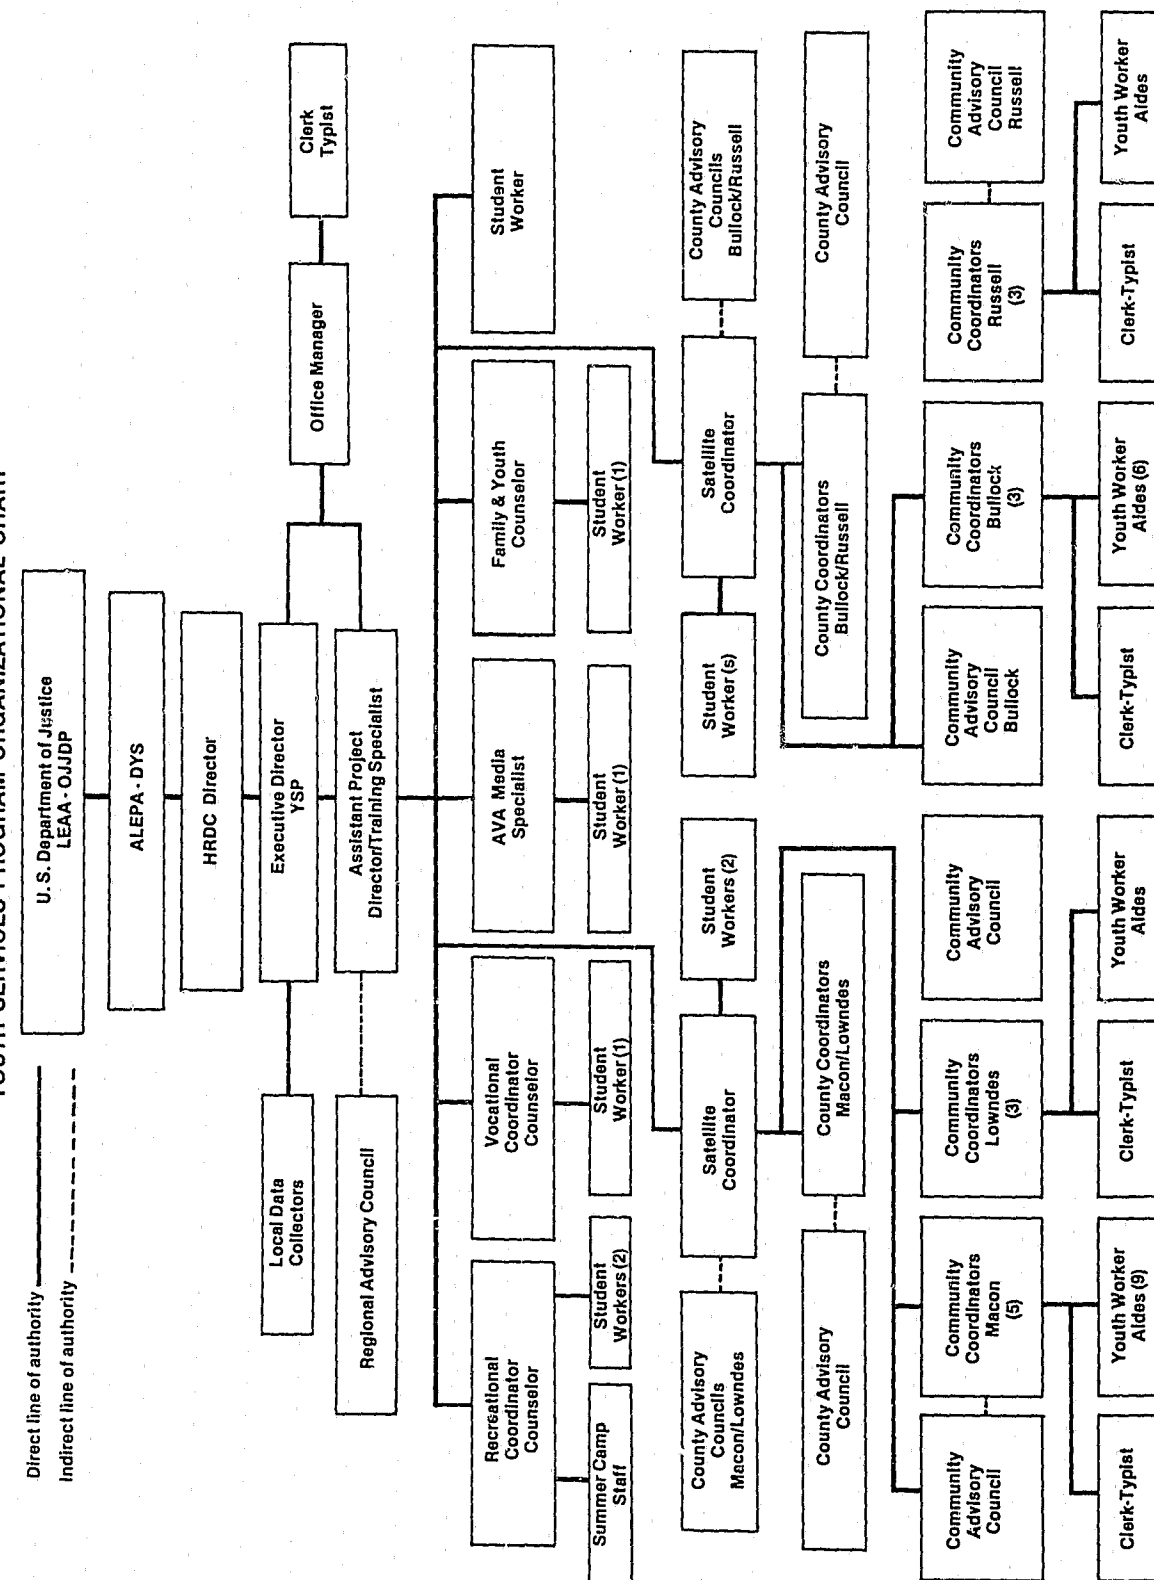 YOUTH SERVICES PROGRAM ORGANIZATIONAL CHART
Direct line of authority
Indirect line of authority
U.S. Department of Justice
LEAA - OJJDP
ALEPA - DYS
HRDC Director
Local Data
Collectors
Executive Director
YSP
Office Manager
Clerk
Typist
Regional Advisory Council
Assistant Project
Director/Training Specialist
Recreational
Coordinator
Counselor
Vocational
Coordinator
Counselor
AVA Media
Specialist
Family & Youth
Counselor
Student
Worker
Summer Camp
Staff
Student
Workers (2)
Student
Worker (1)
Student
Worker (1)
Student
Worker (1)
County Advisory
Councils
Macon/Lowndes
Satellite
Coordinator
Student
Workers (2)
Student
Worker (s)
Satellite
Coordinator
County Advisory
Councils
Bullock/Russell
County Advisory
Council
County Coordinators
Macon/Lowndes
County Coordinators
Bullock/Russell
County Advisory
Council
Community
Advisory
Council
Community
Coordinators
Macon
(5)
Community
Coordinators
Lowndes
(3)
Community
Advisory
Council
Community
Advisory
Council
Bullock
Community
Coordinators
Bullock
(3)
Community
Coordinators
Russell
(3)
Community
Advisory
Council
Russell
Clerk-Typist
Youth Worker
Aides (9)
Clerk-Typist
Youth Worker
Aides
Clerk-Typist
Youth Worker
Aides (6)
Clerk-Typist
Youth Worker
Aides